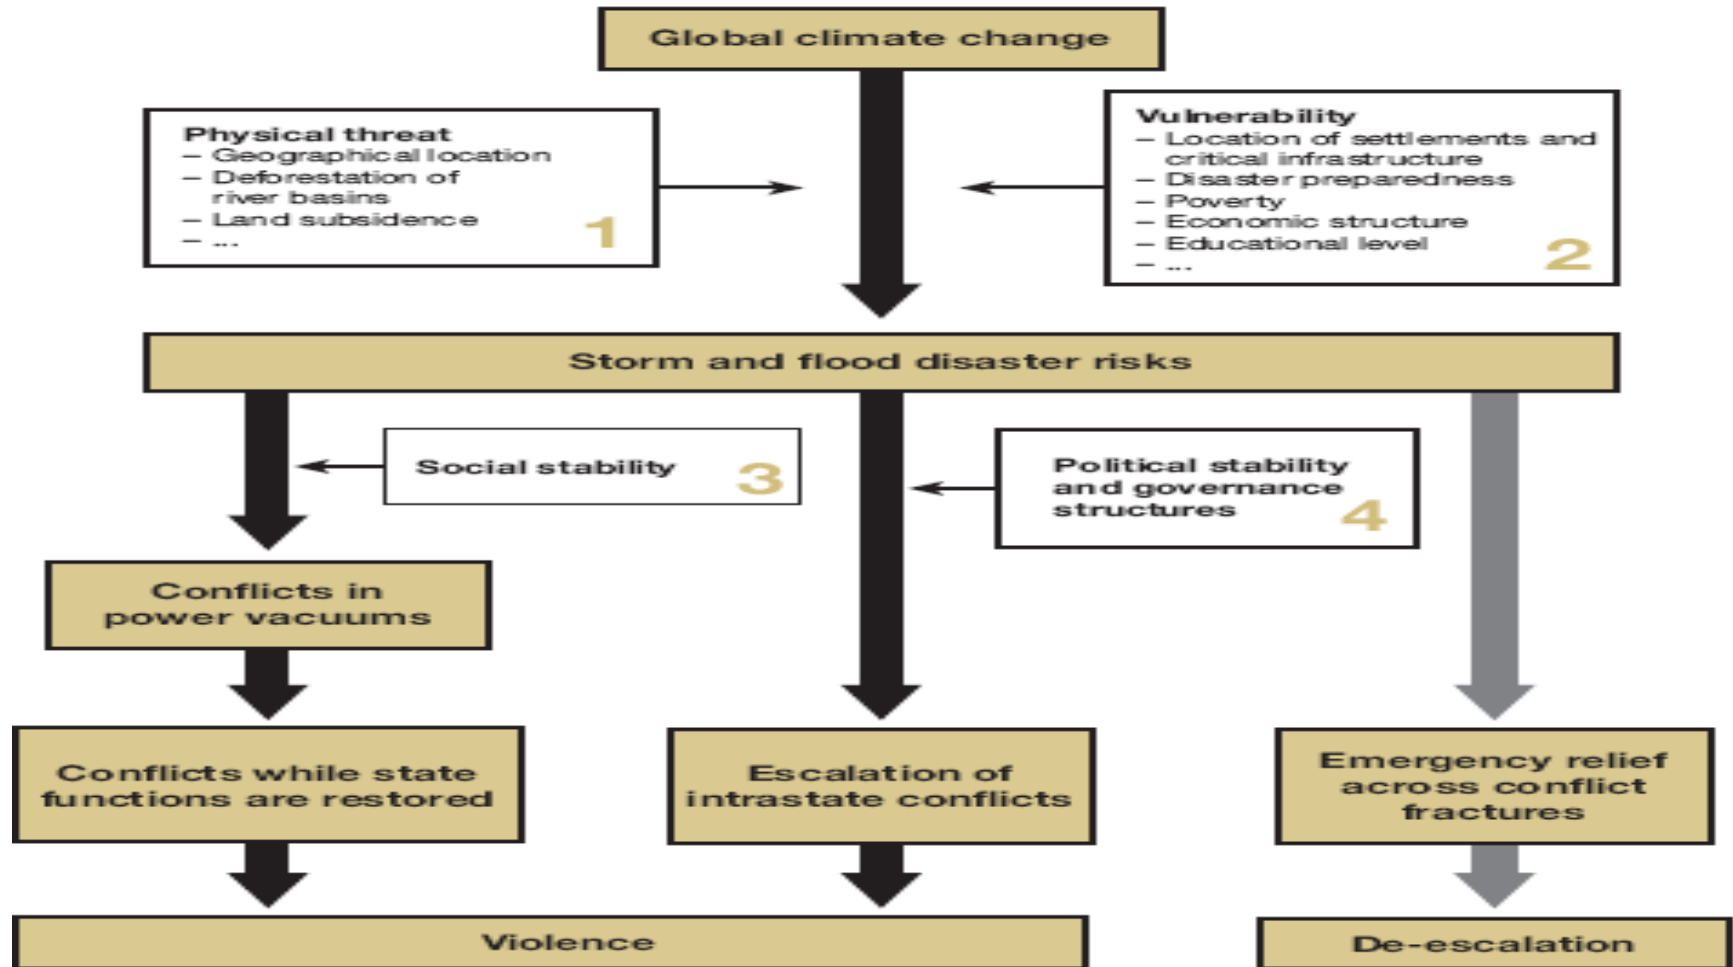 Global climate change
Physical threat
– Geographical location
– Deforestation of
river basins
– Land subsidence
– ...
1
Vulnerability
– Location of settlements and
critical infrastructure
– Disaster preparedness
– Poverty
– Economic structure
– Educational level
– ...
2
Storm and flood disaster risks
Social stability
3
Political stability
and governance
structures
4
Conflicts in
power vacuums
Conflicts while state
functions are restored
Escalation of
intrastate conflicts
Emergency relief
across conflict
fractures
Violence
De-escalation